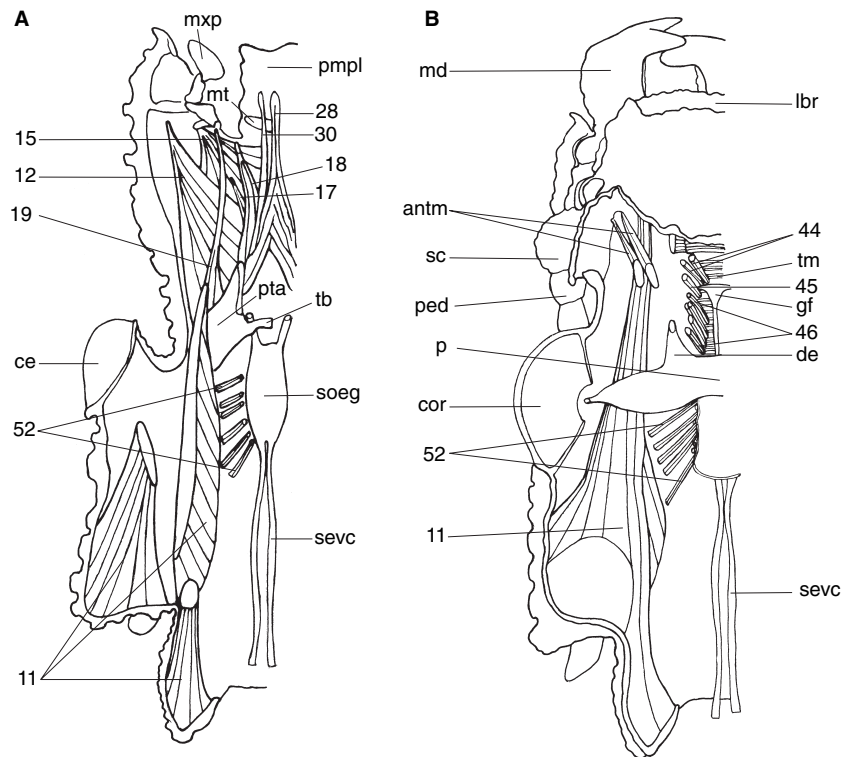 A
mxp
pmpl
mt
28
30
15
18
12
17
19
pta
tb
ce
soeg
52
sevc
11
B
md
lbr
antm
44
sc
tm
45
ped
gf
46
p
de
cor
52
11
sevc